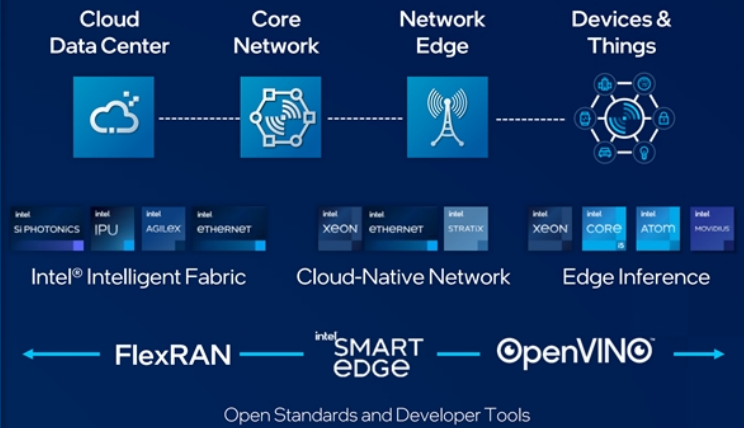 Cloud
Data Center
Core
Network
Network
Edge
Devices &
Things
intel
Si PHOTONICS
intel
IPU
intel
AGILEX
intel
ETHERNET
intel
XEON
intel
ETHERNET
intel
STRATIX
intel
XEON
intel
CORE
i5
intel
ATOM
intel
MOVIDIUS
Intel® Intelligent Fabric
Cloud-Native Network
Edge Inference
FlexRAN
intel
SMART
EDGE
OpenVINO™
Open Standards and Developer Tools